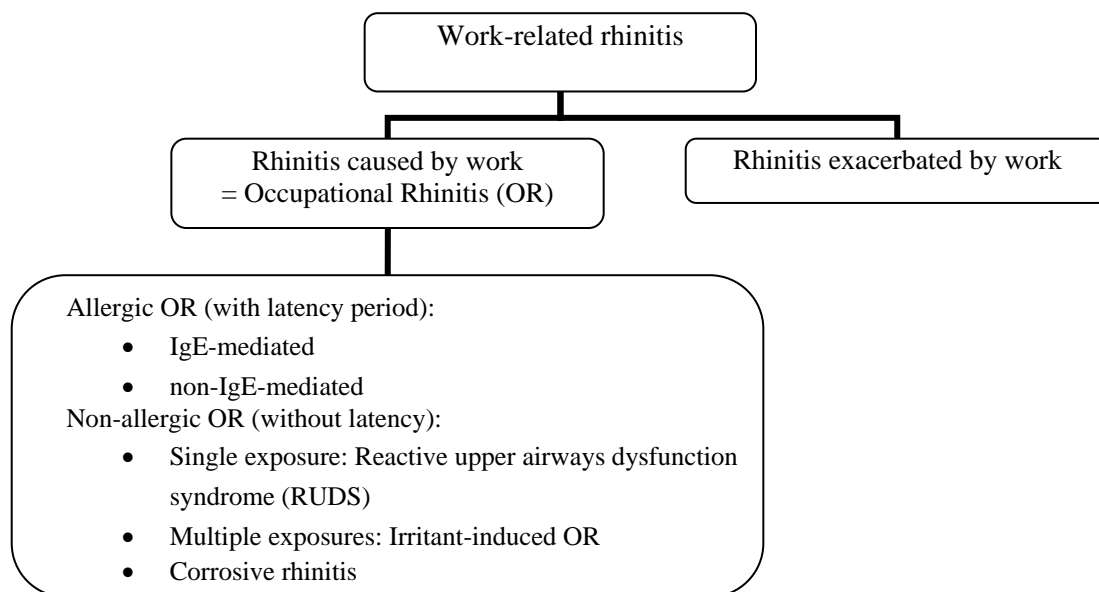 Work-related rhinitis
Rhinitis caused by work
= Occupational Rhinitis (OR)
Rhinitis exacerbated by work
Allergic OR (with latency period):
• IgE-mediated
• non-IgE-mediated
Non-allergic OR (without latency):
• Single exposure: Reactive upper airways dysfunction
syndrome (RUDS)
• Multiple exposures: Irritant-induced OR
• Corrosive rhinitis